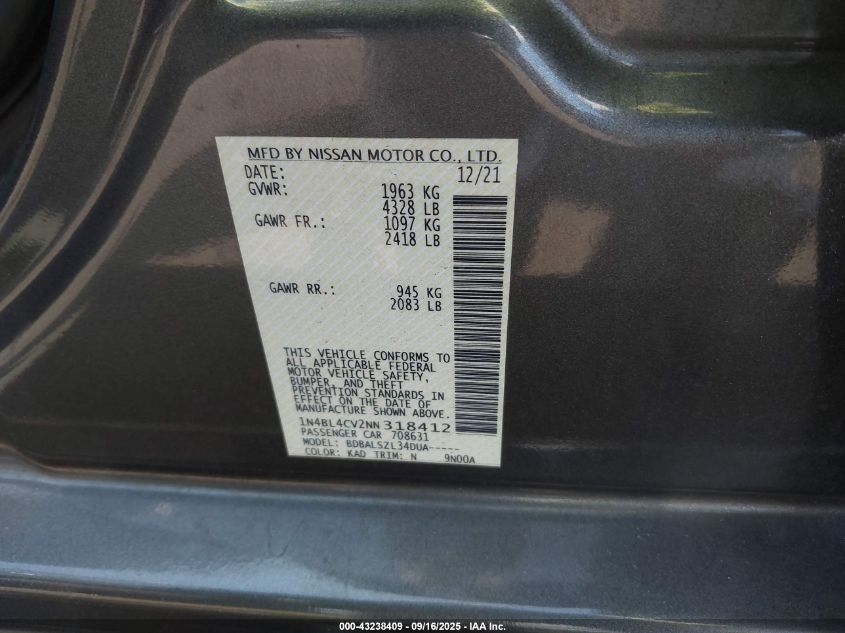 MFD BY NISSAN MOTOR CO., LTD.
DATE: 12/21
GVWR: 1963 KG
4328 LB
GAWR FR.: 1097 KG
2418 LB
GAWR RR.: 945 KG
2083 LB
THIS VEHICLE CONFORMS TO
ALL APPLICABLE FEDERAL
MOTOR VEHICLE SAFETY,
BUMPER, AND THEFT
PREVENTION STANDARDS IN
EFFECT ON THE DATE OF
MANUFACTURE SHOWN ABOVE.
1N4BL4CV2NN318412
PASSENGER CAR 708631
MODEL: BDBALSZL34DUA-----
COLOR: KAD TRIM: N 9N00A
000-43238409 - 09/16/2025 - IAA Inc.